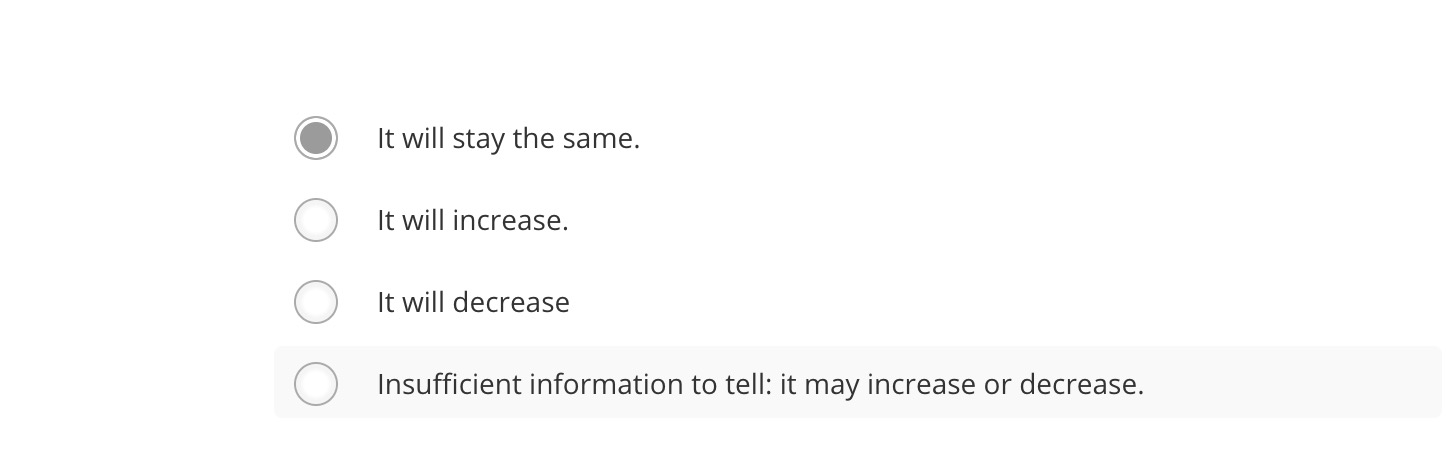 It will stay the same.
It will increase.
It will decrease
Insufficient information to tell: it may increase or decrease.